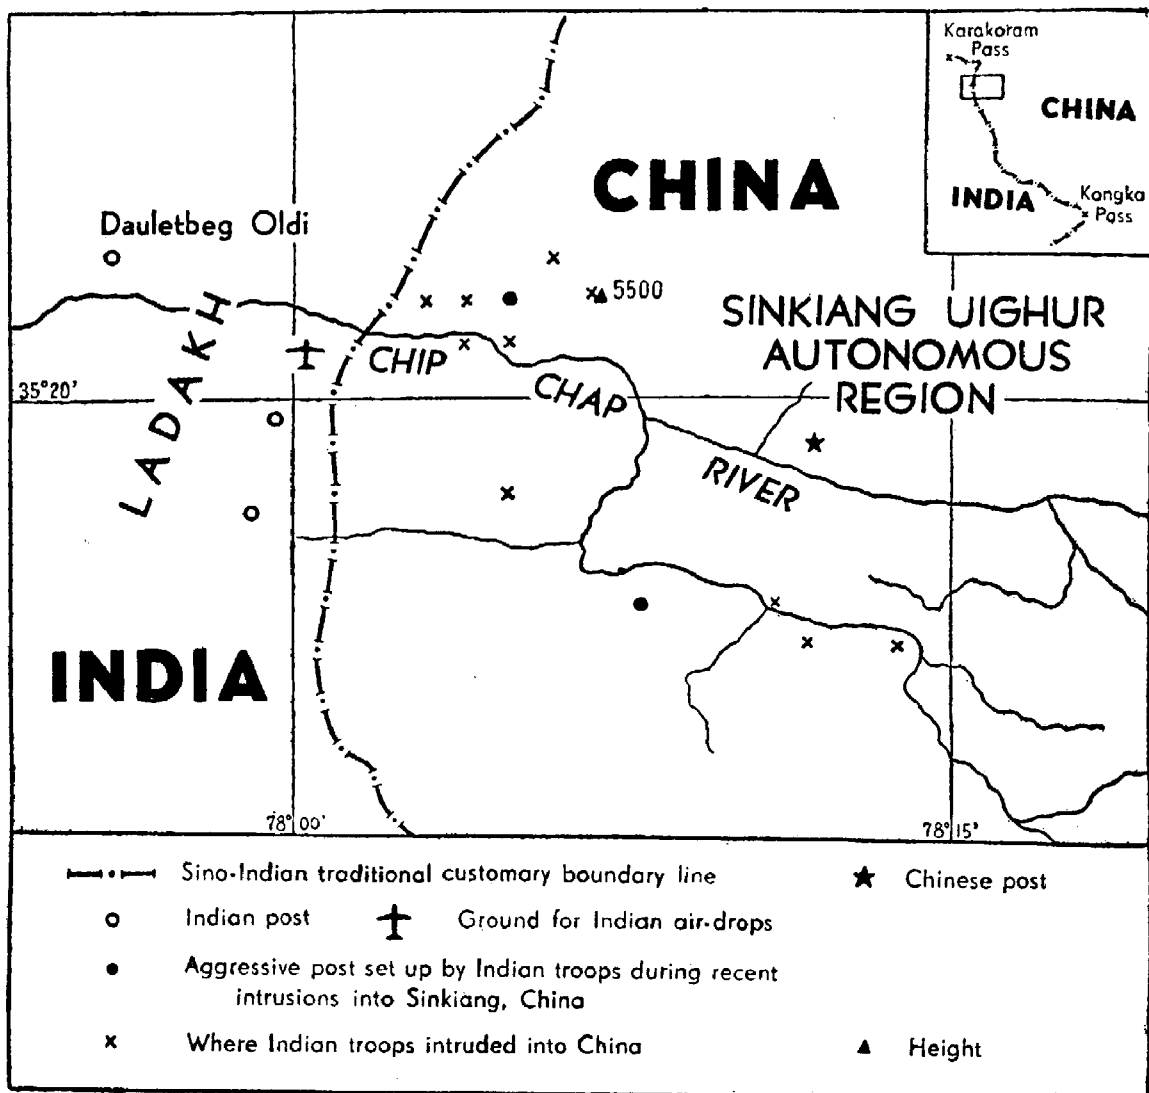 Karakoram
Pass
CHINA
INDIA
Kongka
Pass
CHINA
Dauletbeg Oldi
5500
SINKIANG UIGHUR
AUTONOMOUS
REGION
LADAKH
CHIP
CHAP
RIVER
35°20'
INDIA
78°00'
78°15'
Sino-Indian traditional customary boundary line
Chinese post
Indian post
Ground for Indian air-drops
Aggressive post set up by Indian troops during recent
intrusions into Sinkiang, China
Where Indian troops intruded into China
Height